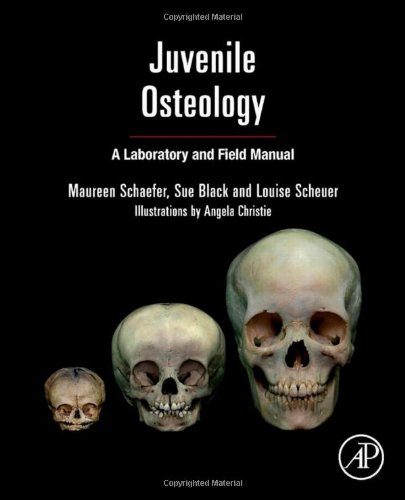 Copyrighted Material
Juvenile
Osteology
A Laboratory and Field Manual
Maureen Schaefer, Sue Black and Louise Scheuer
Illustrations by Angela Christie
AP
Copyrighted Material